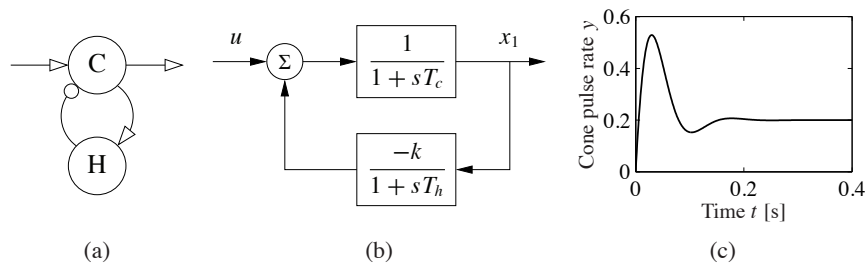 C
H
(a)
u
Σ
1
1 + sT_c
x_1
−k
1 + sT_h
(b)
Cone pulse rate y
0.6
0.4
0.2
0
0
0.2
0.4
Time t [s]
(c)